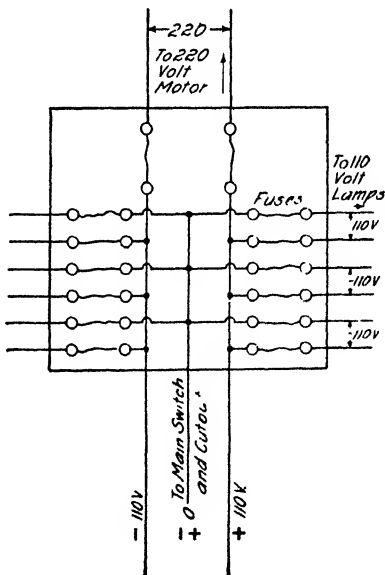 220
To 220
Volt
Motor
Fuses
To 110
Volt
Lamps
110V
110V
110V
- 110V
- 0 + To Main Switch
and Cutout
+ 110V.